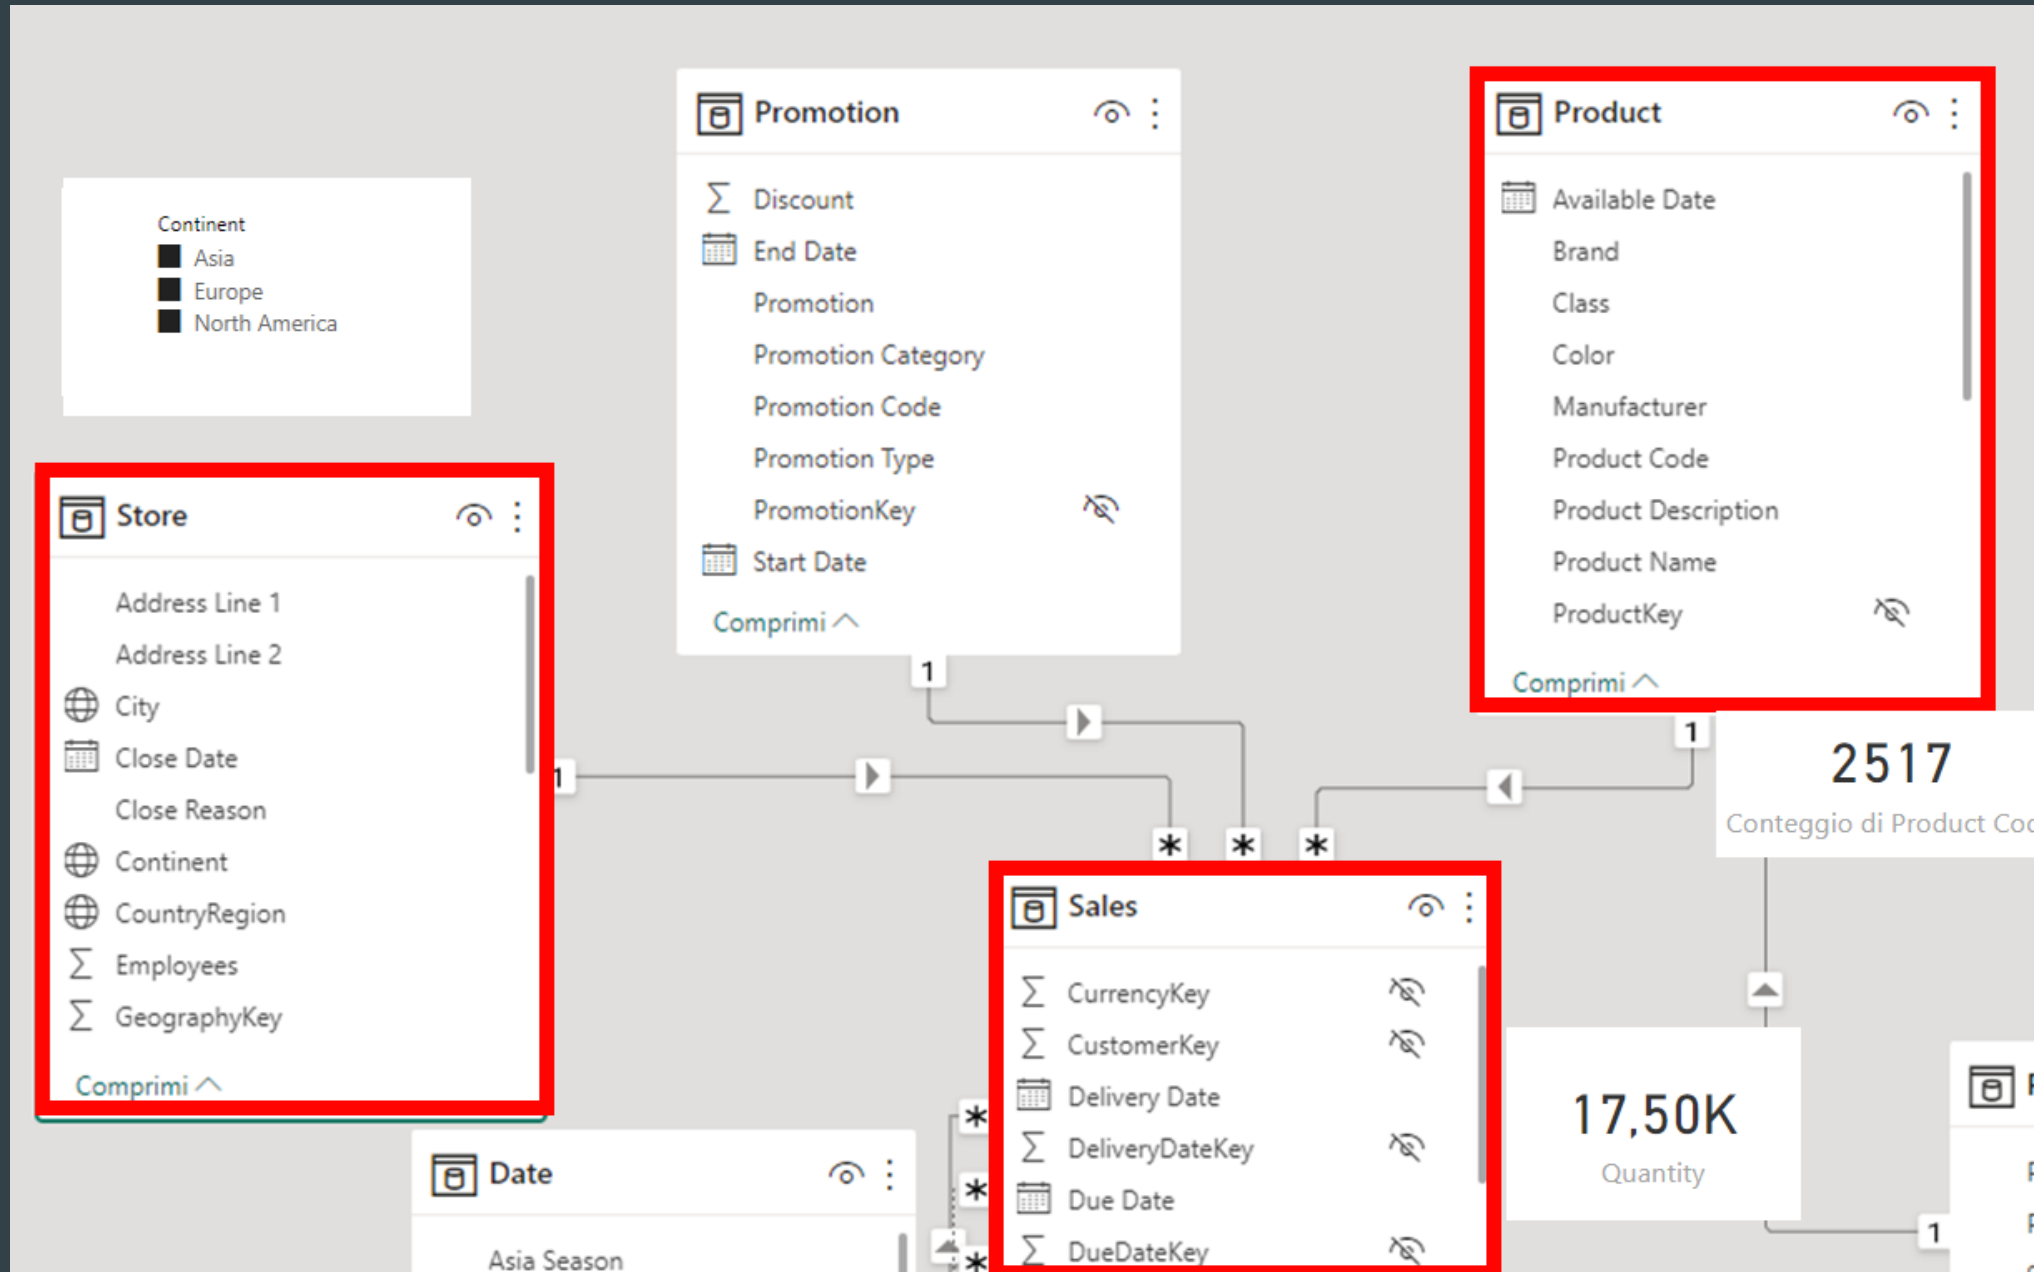 Continent
Asia
Europe
North America
Promotion
Discount
End Date
Promotion
Promotion Category
Promotion Code
Promotion Type
PromotionKey
Start Date
Comprimi
Product
Available Date
Brand
Class
Color
Manufacturer
Product Code
Product Description
Product Name
ProductKey
Comprimi
Store
Address Line 1
Address Line 2
City
Close Date
Close Reason
Continent
CountryRegion
Employees
GeographyKey
Comprimi
1
1
1
2517
Conteggio di Product
*
*
*
Sales
CurrencyKey
CustomerKey
Delivery Date
DeliveryDateKey
Due Date
DueDateKey
*
*
*
17,50K
Quantity
1
Date
Asia Season